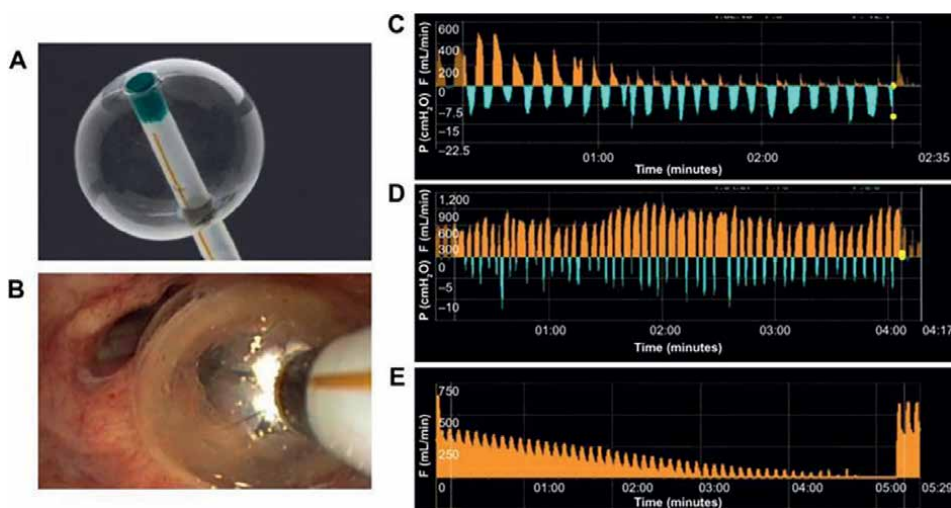 A
B
C
600
400
200
0
−7.5
−15
−22.5
F (mL/min)
P (cmH₂O)
01:00
02:00
02:35
Time (minutes)
D
1,200
900
600
300
0
−5
−10
F (mL/min)
P (cmH₂O)
01:00
02:00
03:00
04:00
04:17
Time (minutes)
E
750
500
250
F (mL/min)
0
01:00
02:00
03:00
04:00
05:00
05:29
Time (minutes)